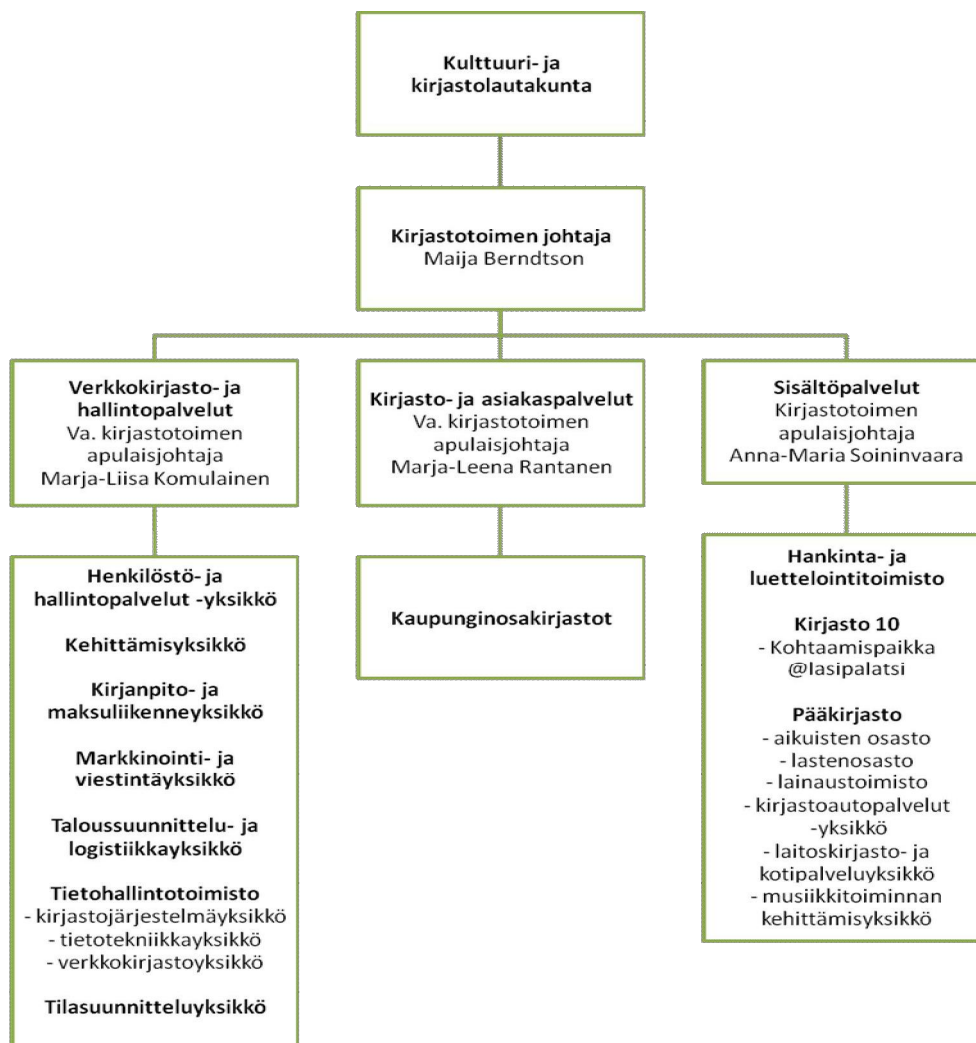 Kulttuuri- ja
kirjastolautakunta
Kirjastotoimen johtaja
Maija Berndtson
Verkkokirjasto- ja
hallintopalvelut
Va. kirjastotoimen
apulaisjohtaja
Marja-Liisa Komulainen
Kirjasto- ja asiakaspalvelut
Va. kirjastotoimen
apulaisjohtaja
Marja-Leena Rantanen
Sisältöpalvelut
Kirjastotoimen
apulaisjohtaja
Anna-Maria Soininvaara
Henkilöstö- ja
hallintopalvelut -yksikkö
Kehittämisyksikkö
Kirjanpito- ja
maksuliikenneyksikkö
Markkinointi- ja
viestintäyksikkö
Taloussuunnittelu- ja
logistiikkayksikkö
Tietohallintotoimisto
- kirjastojärjestelmäyksikkö
- tietotekniikkayksikkö
- verkkokirjastoyksikkö
Tilasuunnitteluyksikkö
Kaupunginosakirjastot
Hankinta- ja
luettelointitoimisto
Kirjasto 10
- Kohtaamispaikka
@lasipalatsi
Pääkirjasto
- aikuisten osasto
- lastenosasto
- lainaustoimisto
- kirjastoautopalvelut
-yksikkö
- laitoskirjasto- ja
kotipalveluyksikkö
- musiikkitoiminnan
kehittämisyksikkö